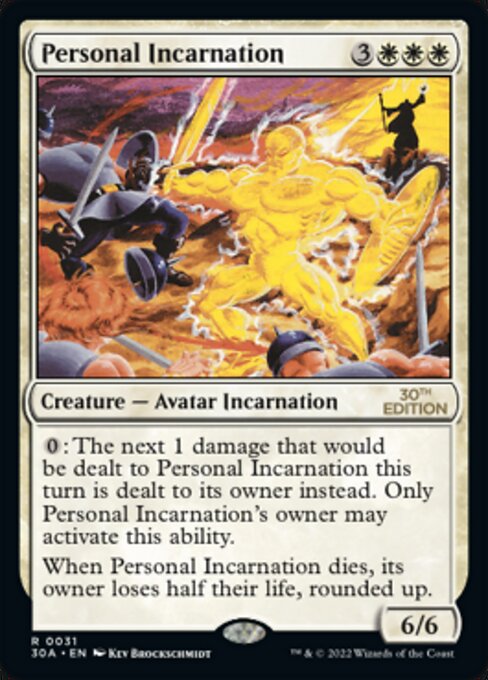 Personal Incarnation 3
Creature — Avatar Incarnation
30TH
EDITION
0: The next 1 damage that would
be dealt to Personal Incarnation this
turn is dealt to its owner instead. Only
Personal Incarnation's owner may
activate this ability.
When Personal Incarnation dies, its
owner loses half their life, rounded up.
6/6
R 0031
30A • EN Kev Brockschmidt
™ & © 2022 Wizards of the Coast